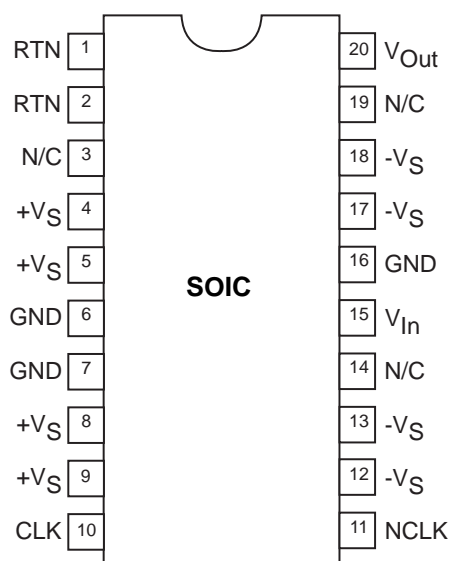 RTN 1 20 VOut
RTN 2 19 N/C
N/C 3 18 -VS
+VS 4 17 -VS
+VS 5 16 GND
SOIC
GND 6 15 VIn
GND 7 14 N/C
+VS 8 13 -VS
+VS 9 12 -VS
CLK 10 11 NCLK